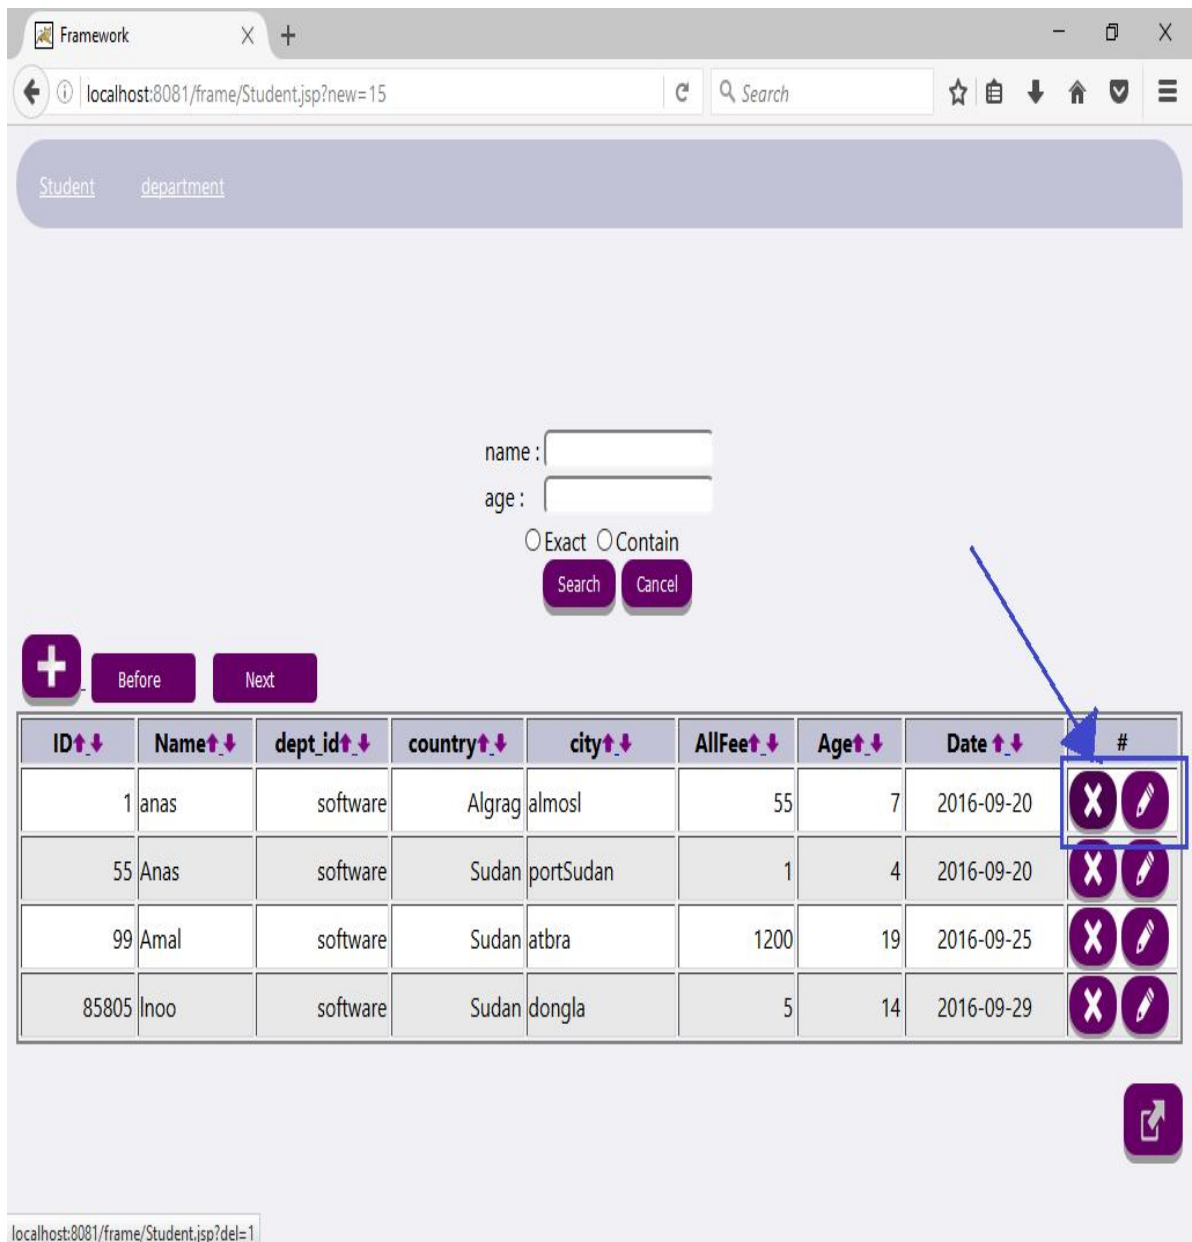 Framework
localhost:8081/frame/Student.jsp?new=15
Search
Student department
name :
age :
Exact Contain
Search Cancel
Before Next
ID Name dept_id country city AllFee Age Date #
1 anas software Algrag almosl 55 7 2016-09-20
55 Anas software Sudan portSudan 1 4 2016-09-20
99 Amal software Sudan atbra 1200 19 2016-09-25
85805 lnoo software Sudan dongla 5 14 2016-09-29
localhost:8081/frame/Student.jsp?del=1